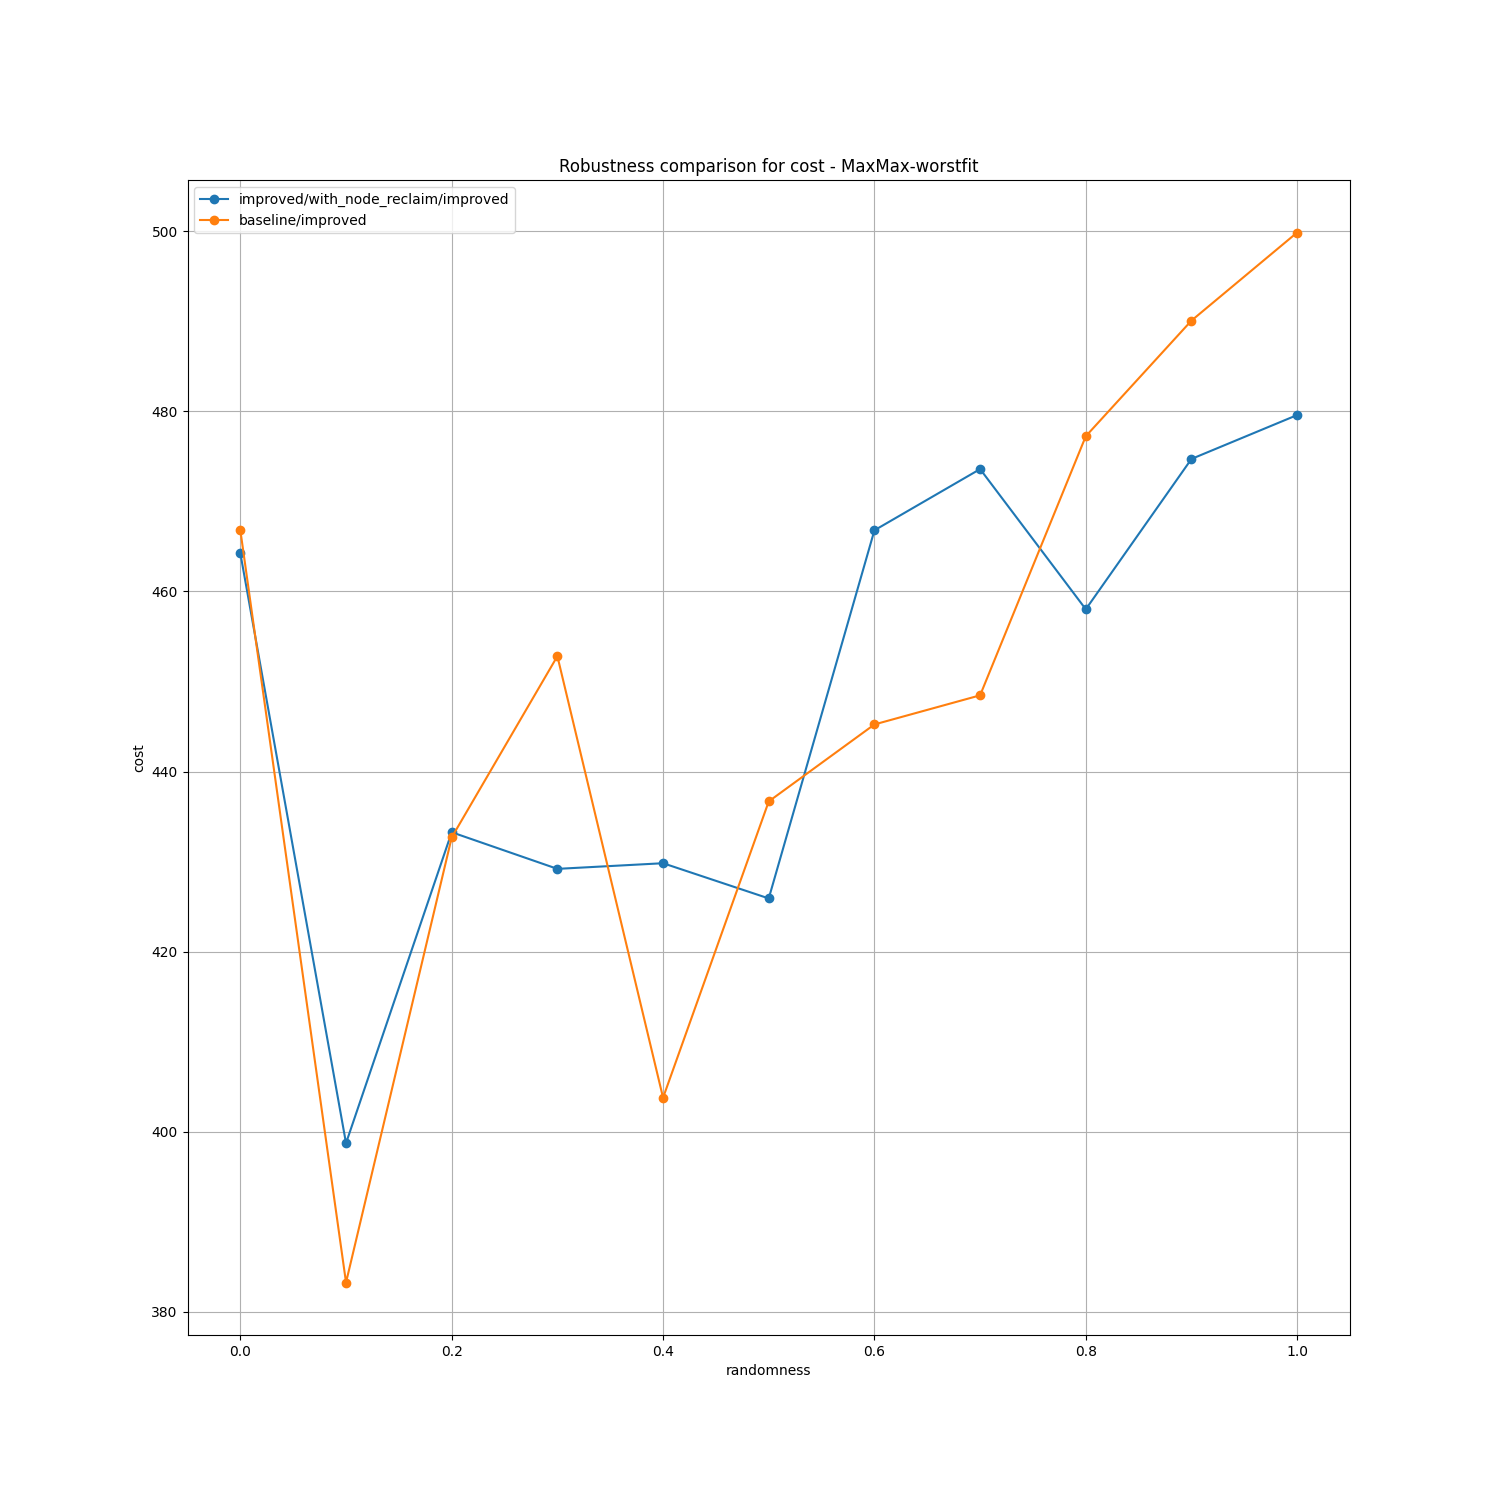 Robustness comparison for cost - MaxMax-worstfit
improved/with_node_reclaim/improved
baseline/improved
500
480
460
440
420
400
380
cost
0.0 0.2 0.4 0.6 0.8 1.0
randomness